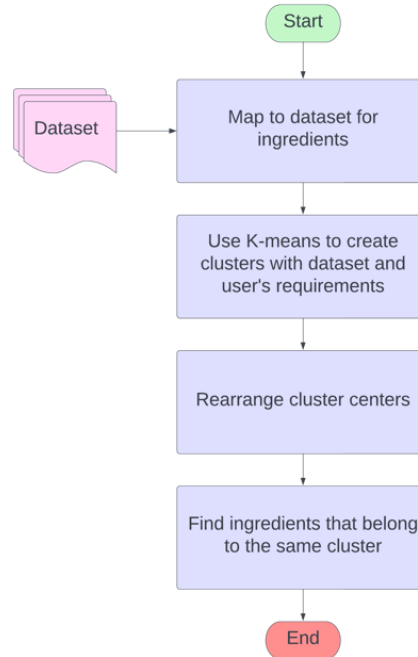 Start
Dataset
Map to dataset for
ingredients
Use K-means to create
clusters with dataset and
user's requirements
Rearrange cluster centers
Find ingredients that belong
to the same cluster
End